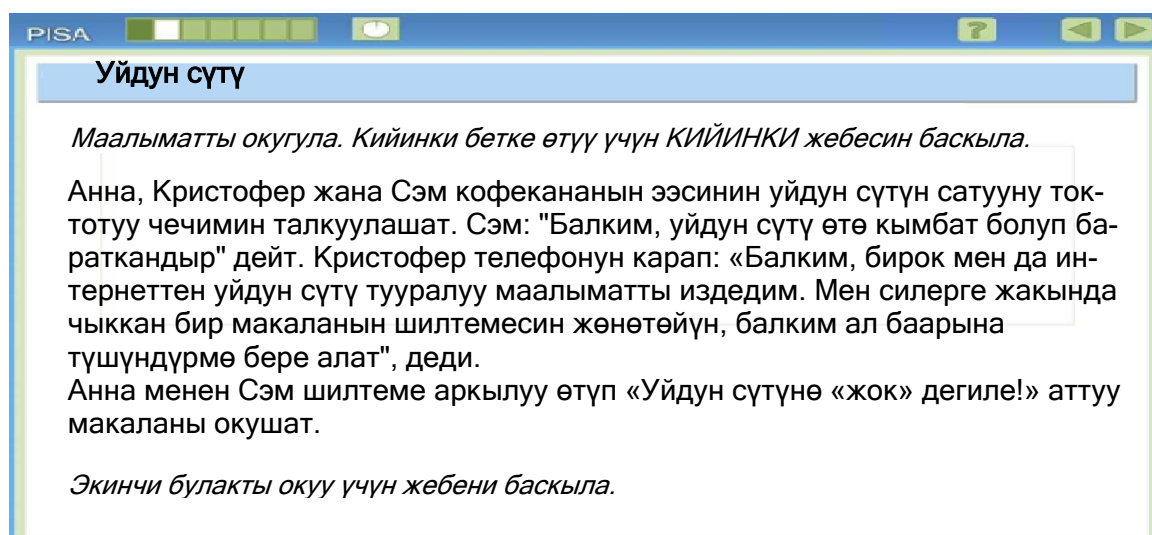 PISA
?
Уйдун сүтү
Маалыматты окугула. Кийинки бетке өтүү үчүн КИЙИНКИ жебесин баскыла.
Анна, Кристофер жана Сэм кофекананын ээсинин уйдун сүтүн сатууну ток-
тотуу чечимин талкуулашат. Сэм: "Балким, уйдун сүтү өтө кымбат болуп ба-
раткандыр" дейт. Кристофер телефонун карап: «Балким, бирок мен да ин-
тернеттен уйдун сүтү тууралуу маалыматты издедим. Мен силерге жакында
чыккан бир макаланын шилтемесин жөнөтөйүн, балким ал баарына
түшүндүрмө бере алат", деди.
Анна менен Сэм шилтеме аркылуу өтүп «Уйдун сүтүнө «жок» дегиле!» аттуу
макаланы окушат.
Экинчи булакты окуу үчүн жебени баскыла.